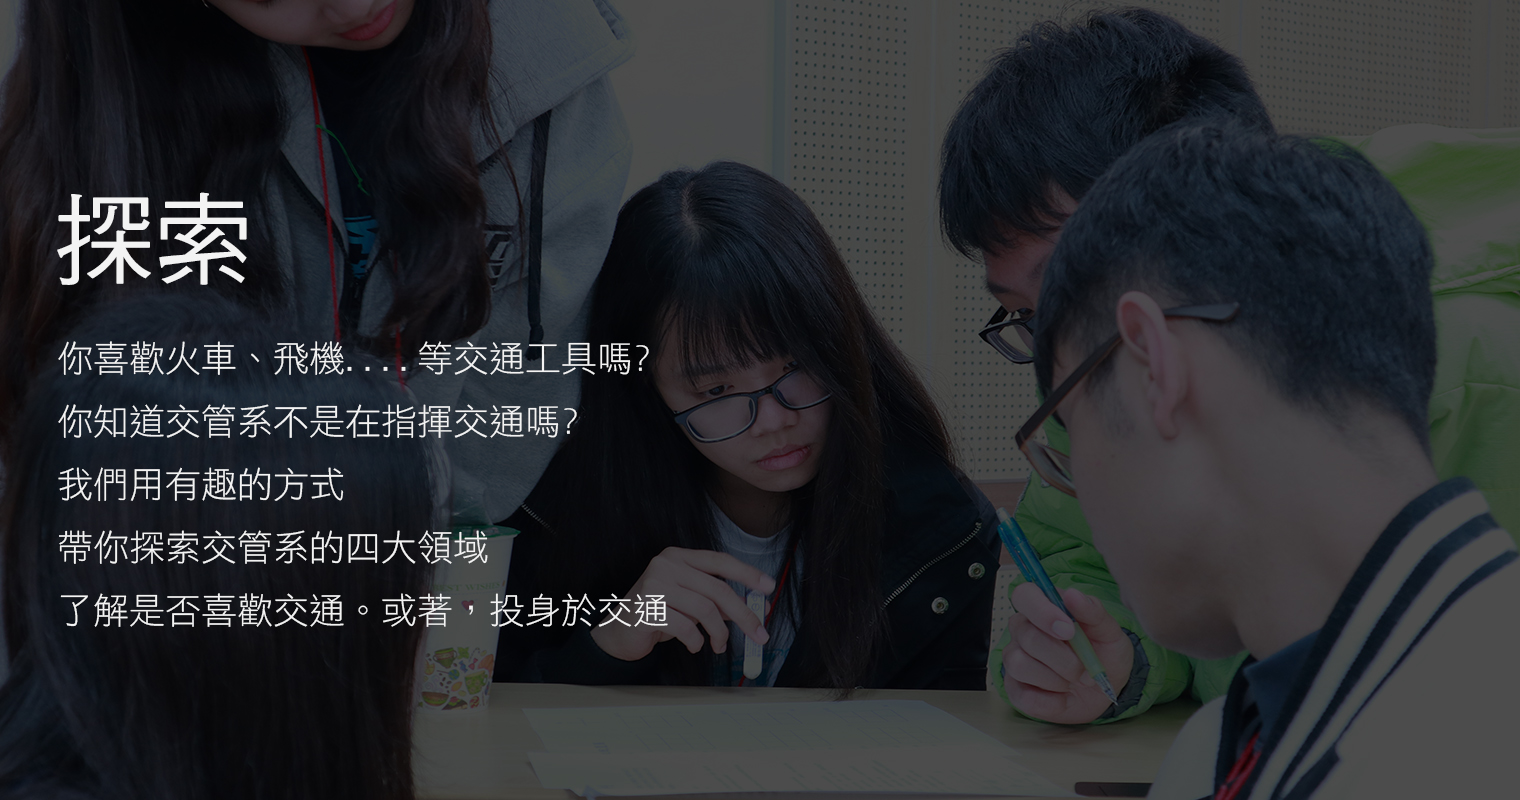 探索
你喜歡火車、飛機....等交通工具嗎?
你知道交管系不是在指揮交通嗎?
我們用有趣的方式
帶你探索交管系的四大領域
了解是否喜歡交通。或著，投身於交通